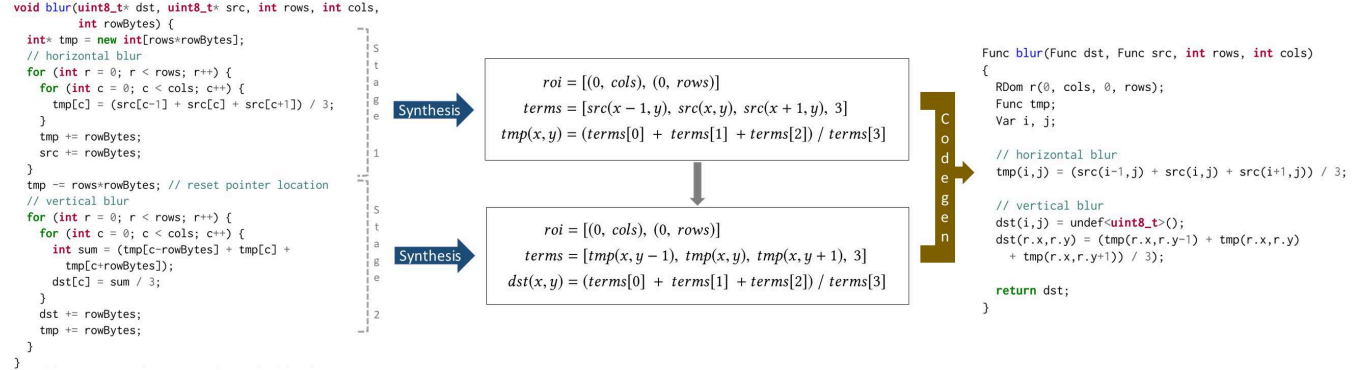 void blur(uint8_t* dst, uint8_t* src, int rows, int cols,
int rowBytes) {
int* tmp = new int[rows*rowBytes];
// horizontal blur
for (int r = 0; r < rows; r++) {
for (int c = 0; c < cols; c++) {
tmp[c] = (src[c-1] + src[c] + src[c+1]) / 3;
}
tmp += rowBytes;
src += rowBytes;
}
tmp -= rows*rowBytes; // reset pointer location
// vertical blur
for (int r = 0; r < rows; r++) {
for (int c = 0; c < cols; c++) {
int sum = (tmp[c-rowBytes] + tmp[c] +
tmp[c+rowBytes]);
dst[c] = sum / 3;
}
dst += rowBytes;
tmp += rowBytes;
}
}
Stage 1
Stage 2
Synthesis
Synthesis
roi = [(0, cols), (0, rows)]
terms = [src(x − 1, y), src(x, y), src(x + 1, y), 3]
tmp(x, y) = (terms[0] + terms[1] + terms[2]) / terms[3]
roi = [(0, cols), (0, rows)]
terms = [tmp(x, y − 1), tmp(x, y), tmp(x, y + 1), 3]
dst(x, y) = (terms[0] + terms[1] + terms[2]) / terms[3]
Codegen
Func blur(Func dst, Func src, int rows, int cols)
{
RDom r(0, cols, 0, rows);
Func tmp;
Var i, j;
// horizontal blur
tmp(i,j) = (src(i-1,j) + src(i,j) + src(i+1,j)) / 3;
// vertical blur
dst(i,j) = undef<uint8_t>();
dst(r.x,r.y) = (tmp(r.x,r.y-1) + tmp(r.x,r.y)
+ tmp(r.x,r.y+1)) / 3);
return dst;
}